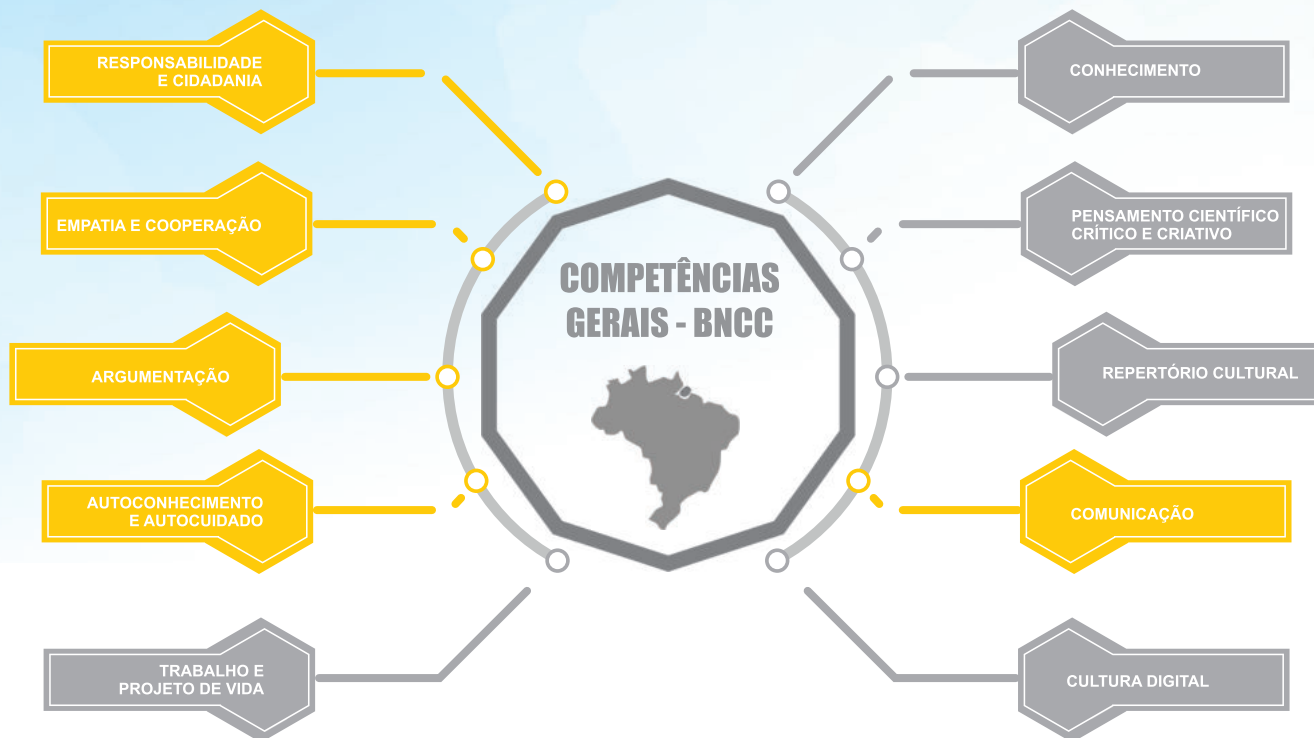 RESPONSABILIDADE
E CIDADANIA
EMPATIA E COOPERAÇÃO
ARGUMENTAÇÃO
AUTOCONHECIMENTO
E AUTOCUIDADO
TRABALHO E
PROJETO DE VIDA
COMPETÊNCIAS
GERAIS - BNCC
CONHECIMENTO
PENSAMENTO CIENTÍFICO
CRÍTICO E CRIATIVO
REPERTÓRIO CULTURAL
COMUNICAÇÃO
CULTURA DIGITAL